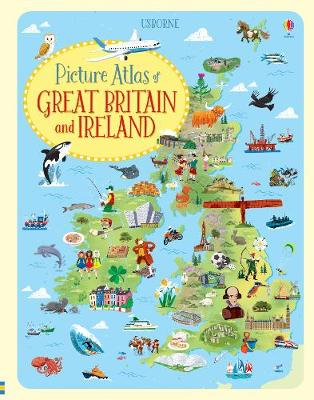 USBORNE
Picture Atlas of
GREAT BRITAIN
and IRELAND